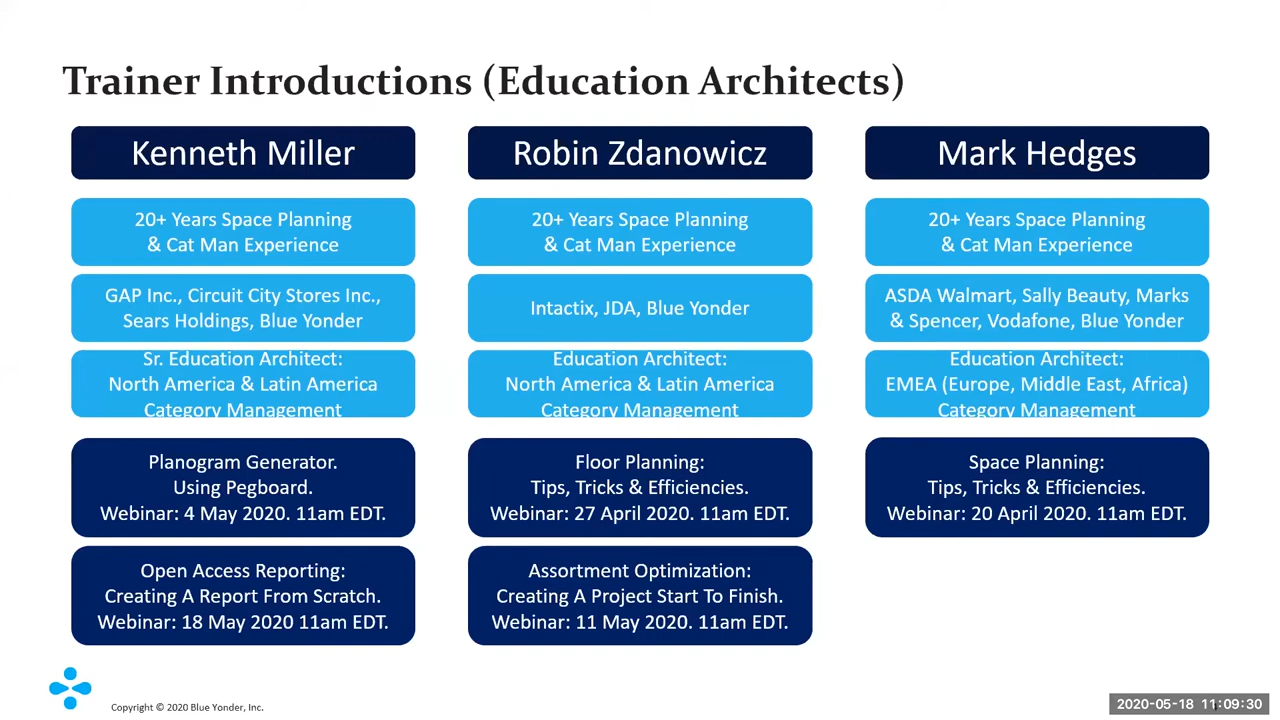 Trainer Introductions (Education Architects)
Kenneth Miller
20+ Years Space Planning
& Cat Man Experience
GAP Inc., Circuit City Stores Inc.,
Sears Holdings, Blue Yonder
Sr. Education Architect:
North America & Latin America
Category Management
Planogram Generator.
Using Pegboard.
Webinar: 4 May 2020. 11am EDT.
Open Access Reporting:
Creating A Report From Scratch.
Webinar: 18 May 2020 11am EDT.
Robin Zdanowicz
20+ Years Space Planning
& Cat Man Experience
Intactix, JDA, Blue Yonder
Education Architect:
North America & Latin America
Category Management
Floor Planning:
Tips, Tricks & Efficiencies.
Webinar: 27 April 2020. 11am EDT.
Assortment Optimization:
Creating A Project Start To Finish.
Webinar: 11 May 2020. 11am EDT.
Mark Hedges
20+ Years Space Planning
& Cat Man Experience
ASDA Walmart, Sally Beauty, Marks
& Spencer, Vodafone, Blue Yonder
Education Architect:
EMEA (Europe, Middle East, Africa)
Category Management
Space Planning:
Tips, Tricks & Efficiencies.
Webinar: 20 April 2020. 11am EDT.
Copyright © 2020 Blue Yonder, Inc.
2020-05-18 11:09:30